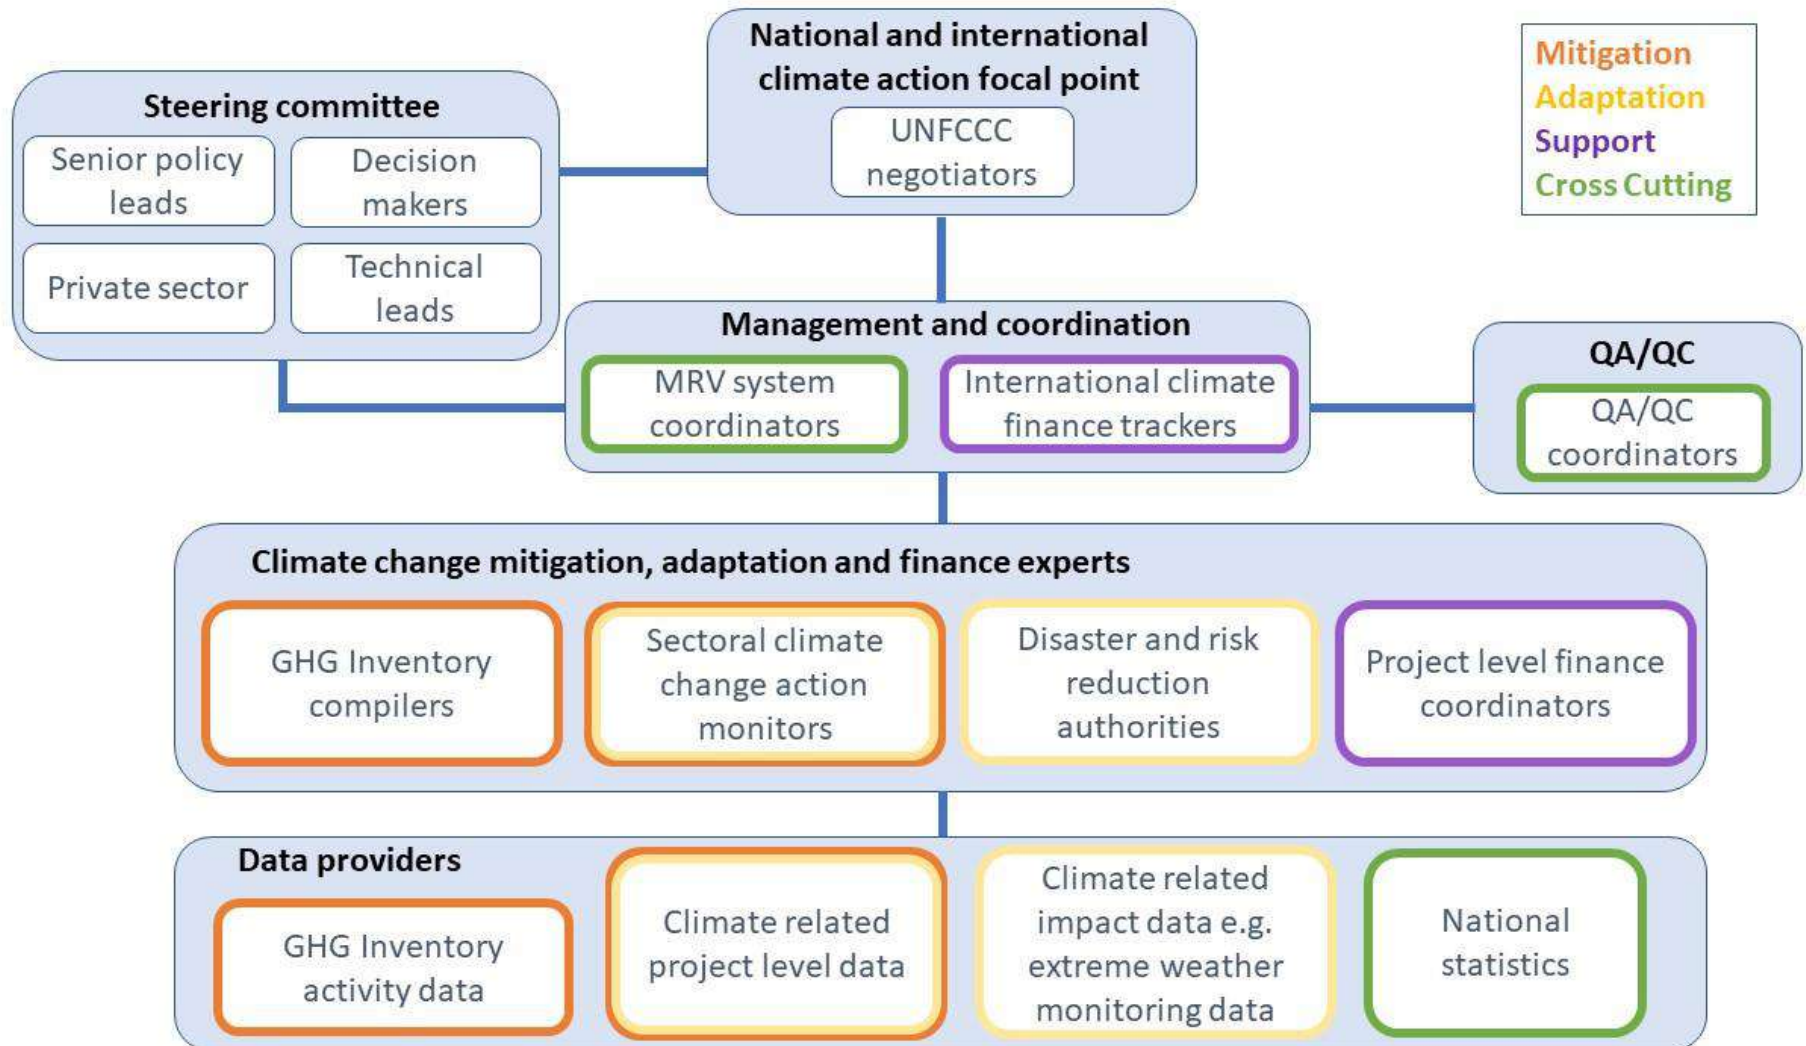 National and international
climate action focal point
UNFCCC
negotiators
Mitigation
Adaptation
Support
Cross Cutting
Steering committee
Senior policy
leads
Decision
makers
Private sector
Technical
leads
Management and coordination
MRV system
coordinators
International climate
finance trackers
QA/QC
QA/QC
coordinators
Climate change mitigation, adaptation and finance experts
GHG Inventory
compilers
Sectoral climate
change action
monitors
Disaster and risk
reduction
authorities
Project level finance
coordinators
Data providers
GHG Inventory
activity data
Climate related
project level data
Climate related
impact data e.g.
extreme weather
monitoring data
National
statistics